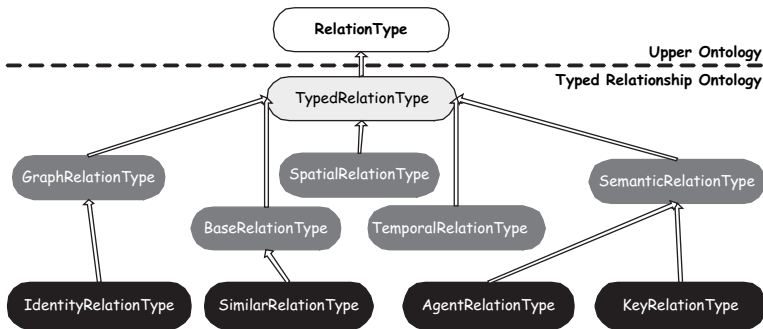 RelationType
Upper Ontology
Typed Relationship Ontology
TypedRelationType
GraphRelationType
SpatialRelationType
SemanticRelationType
BaseRelationType
TemporalRelationType
IdentityRelationType
SimilarRelationType
AgentRelationType
KeyRelationType